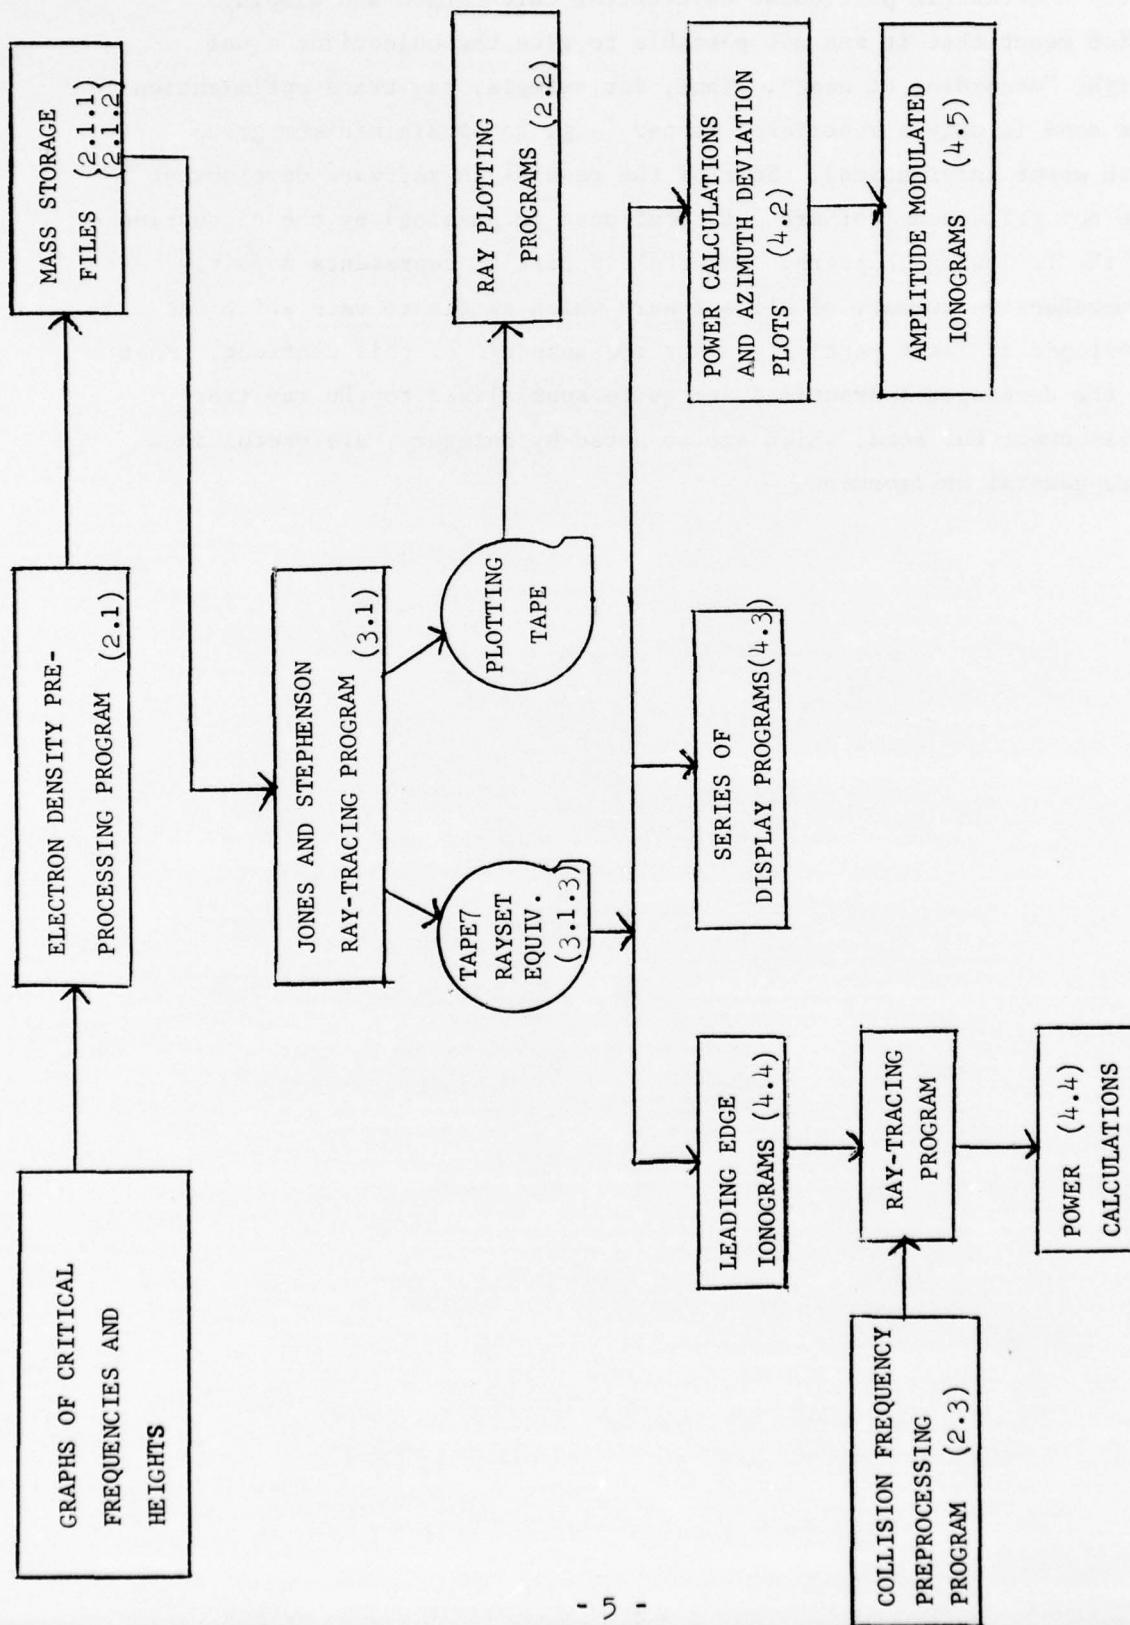 GRAPHS OF CRITICAL
FREQUENCIES AND
HEIGHTS
ELECTRON DENSITY PRE-
PROCESSING PROGRAM (2.1)
MASS STORAGE
FILES (2.1.1)
(2.1.2)
JONES AND STEPHENSON
RAY-TRACING PROGRAM (3.1)
TAPE7
RAYSET
EQUIV.
(3.1.3)
PLOTTING
TAPE
RAY PLOTTING
PROGRAMS (2.2)
LEADING EDGE
IONOGRAMS (4.4)
SERIES OF
DISPLAY PROGRAMS(4.3)
POWER CALCULATIONS
AND AZIMUTH DEVIATION
PLOTS (4.2)
AMPLITUDE MODULATED
IONOGRAMS (4.5)
COLLISION FREQUENCY
PREPROCESSING
PROGRAM (2.3)
RAY-TRACING
PROGRAM
POWER (4.4)
CALCULATIONS
- 5 -